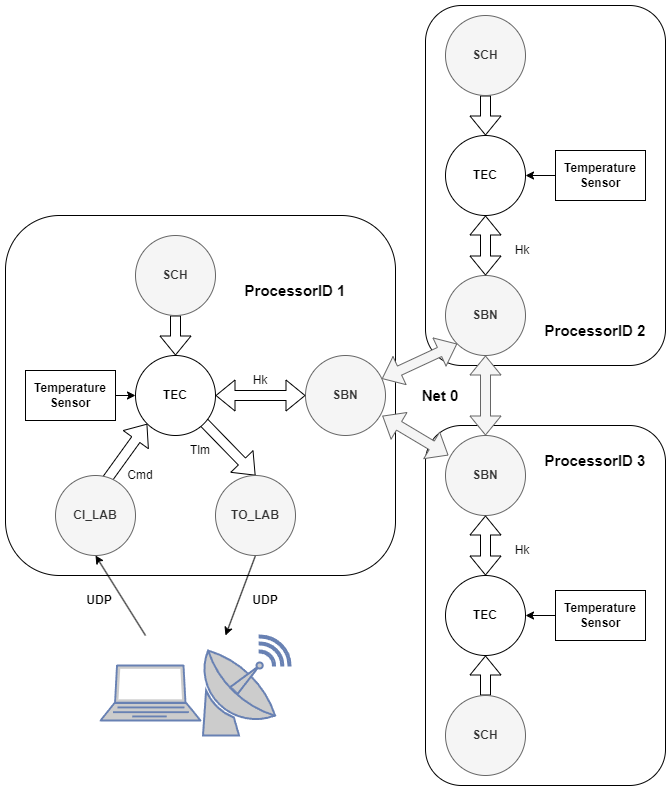 SCH
TEC
Temperature
Sensor
Hk
SBN
ProcessorID 2
SCH
ProcessorID 1
Temperature
Sensor
TEC
Hk
SBN
Net 0
Cmd
Tlm
CI_LAB
TO_LAB
UDP
UDP
SBN
ProcessorID 3
Hk
TEC
Temperature
Sensor
SCH